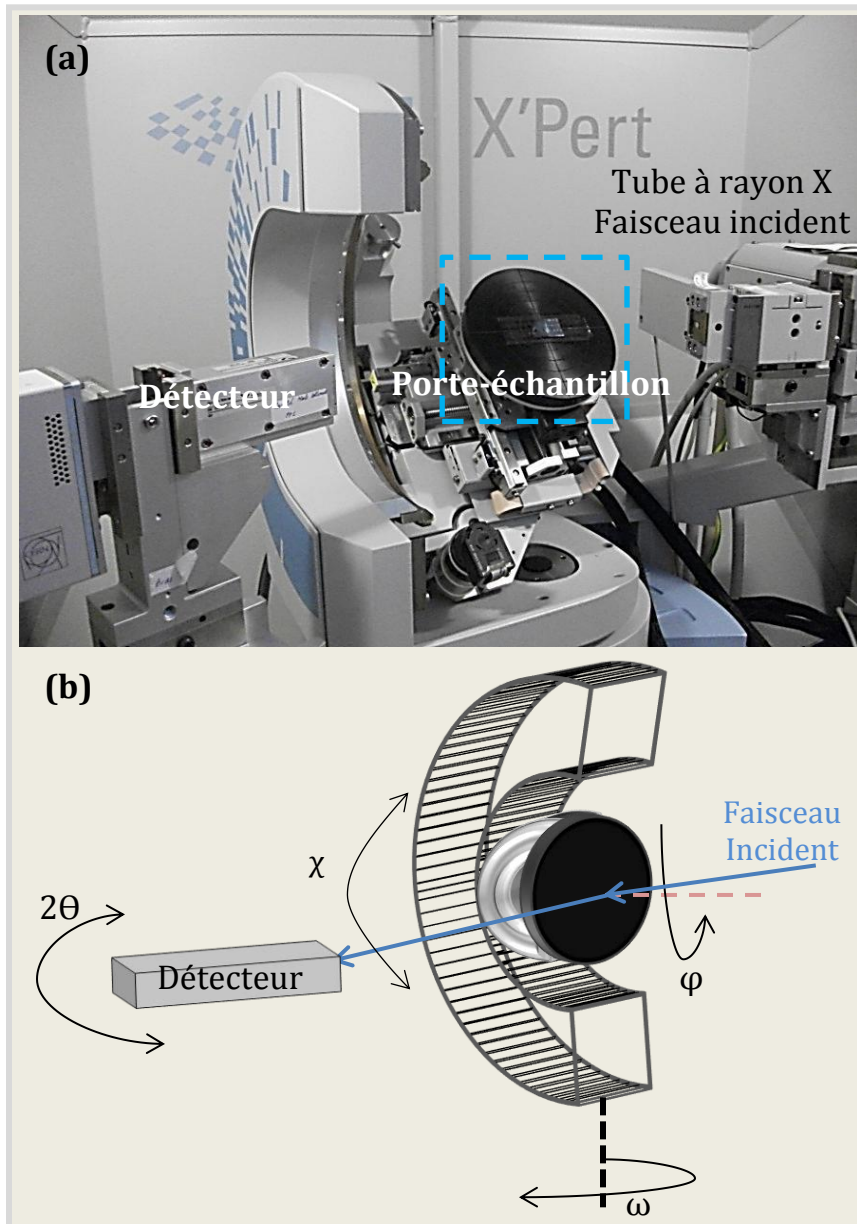 (a)
X'Pert
Tube à rayon X
Faisceau incident
Détecteur
Porte-échantillon
(b)
Faisceau
Incident
χ
2Θ
Détecteur
φ
ω